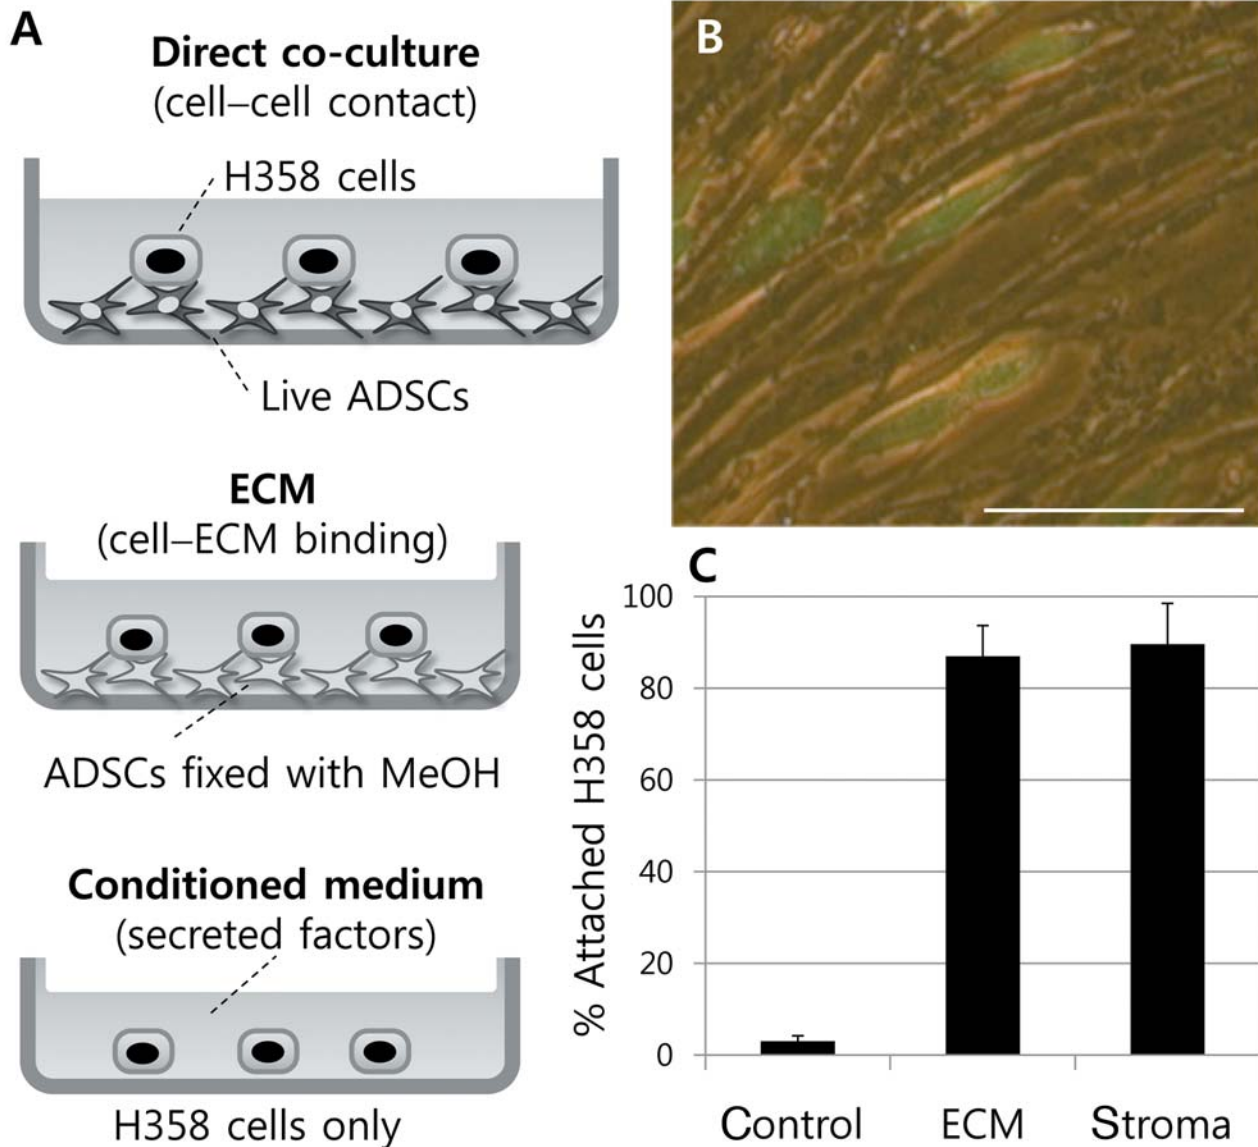 A
Direct co-culture
(cell–cell contact)
H358 cells
Live ADSCs
ECM
(cell–ECM binding)
ADSCs fixed with MeOH
Conditioned medium
(secreted factors)
H358 cells only
B
C
% Attached H358 cells
100
80
60
40
20
0
Control ECM Stroma